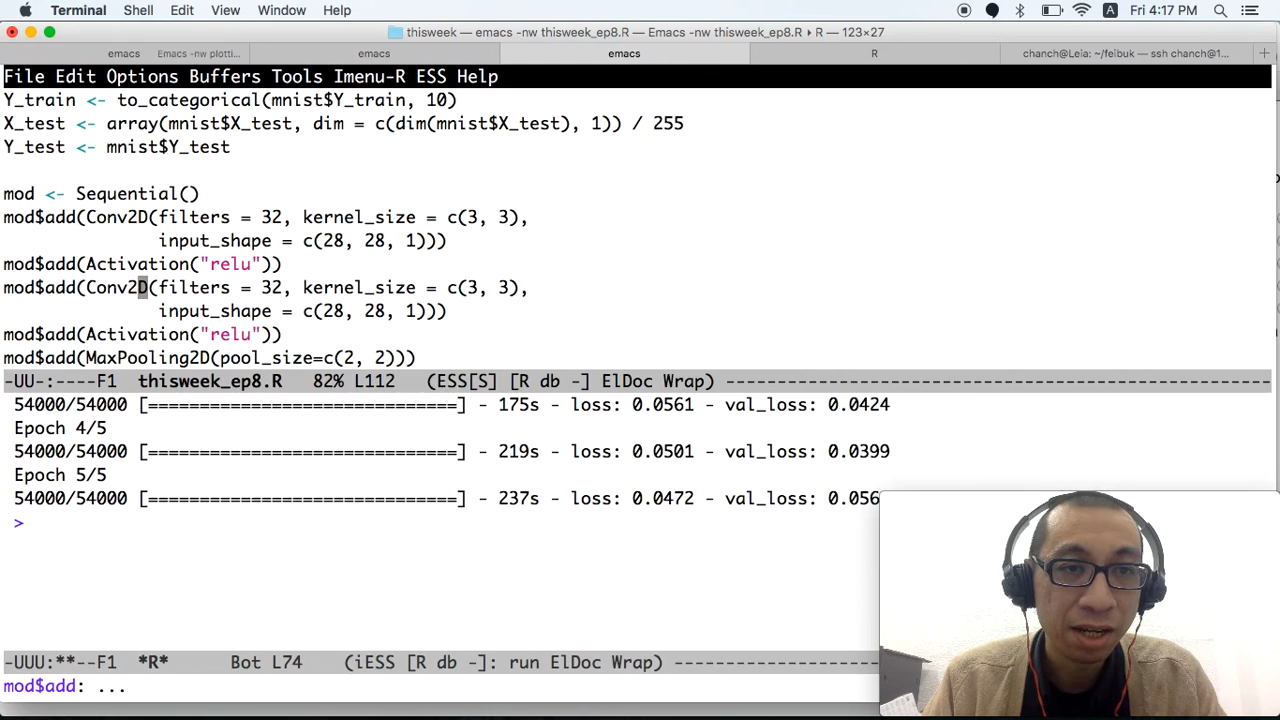 Terminal Shell Edit View Window Help Fri 4:17 PM
thisweek — emacs -nw thisweek_ep8.R — Emacs -nw thisweek_ep8.R ▸ R — 123×27
emacs Emacs -nw plotti... emacs emacs R chanch@Leia: ~/feibuk — ssh chanch@1...
File Edit Options Buffers Tools Imenu-R ESS Help
Y_train <- to_categorical(mnist$Y_train, 10)
X_test <- array(mnist$X_test, dim = c(dim(mnist$X_test), 1)) / 255
Y_test <- mnist$Y_test
mod <- Sequential()
mod$add(Conv2D(filters = 32, kernel_size = c(3, 3),
input_shape = c(28, 28, 1)))
mod$add(Activation("relu"))
mod$add(Conv2D(filters = 32, kernel_size = c(3, 3),
input_shape = c(28, 28, 1)))
mod$add(Activation("relu"))
mod$add(MaxPooling2D(pool_size=c(2, 2)))
-UU-:----F1 thisweek_ep8.R 82% L112 (ESS[S] [R db -] ElDoc Wrap) ------------------------------------------------------
54000/54000 [==============================] - 175s - loss: 0.0561 - val_loss: 0.0424
Epoch 4/5
54000/54000 [==============================] - 219s - loss: 0.0501 - val_loss: 0.0399
Epoch 5/5
54000/54000 [==============================] - 237s - loss: 0.0472 - val_loss: 0.056
>
-UUU:**--F1 *R* Bot L74 (iESS [R db -]: run ElDoc Wrap) ---------------------
mod$add: ...